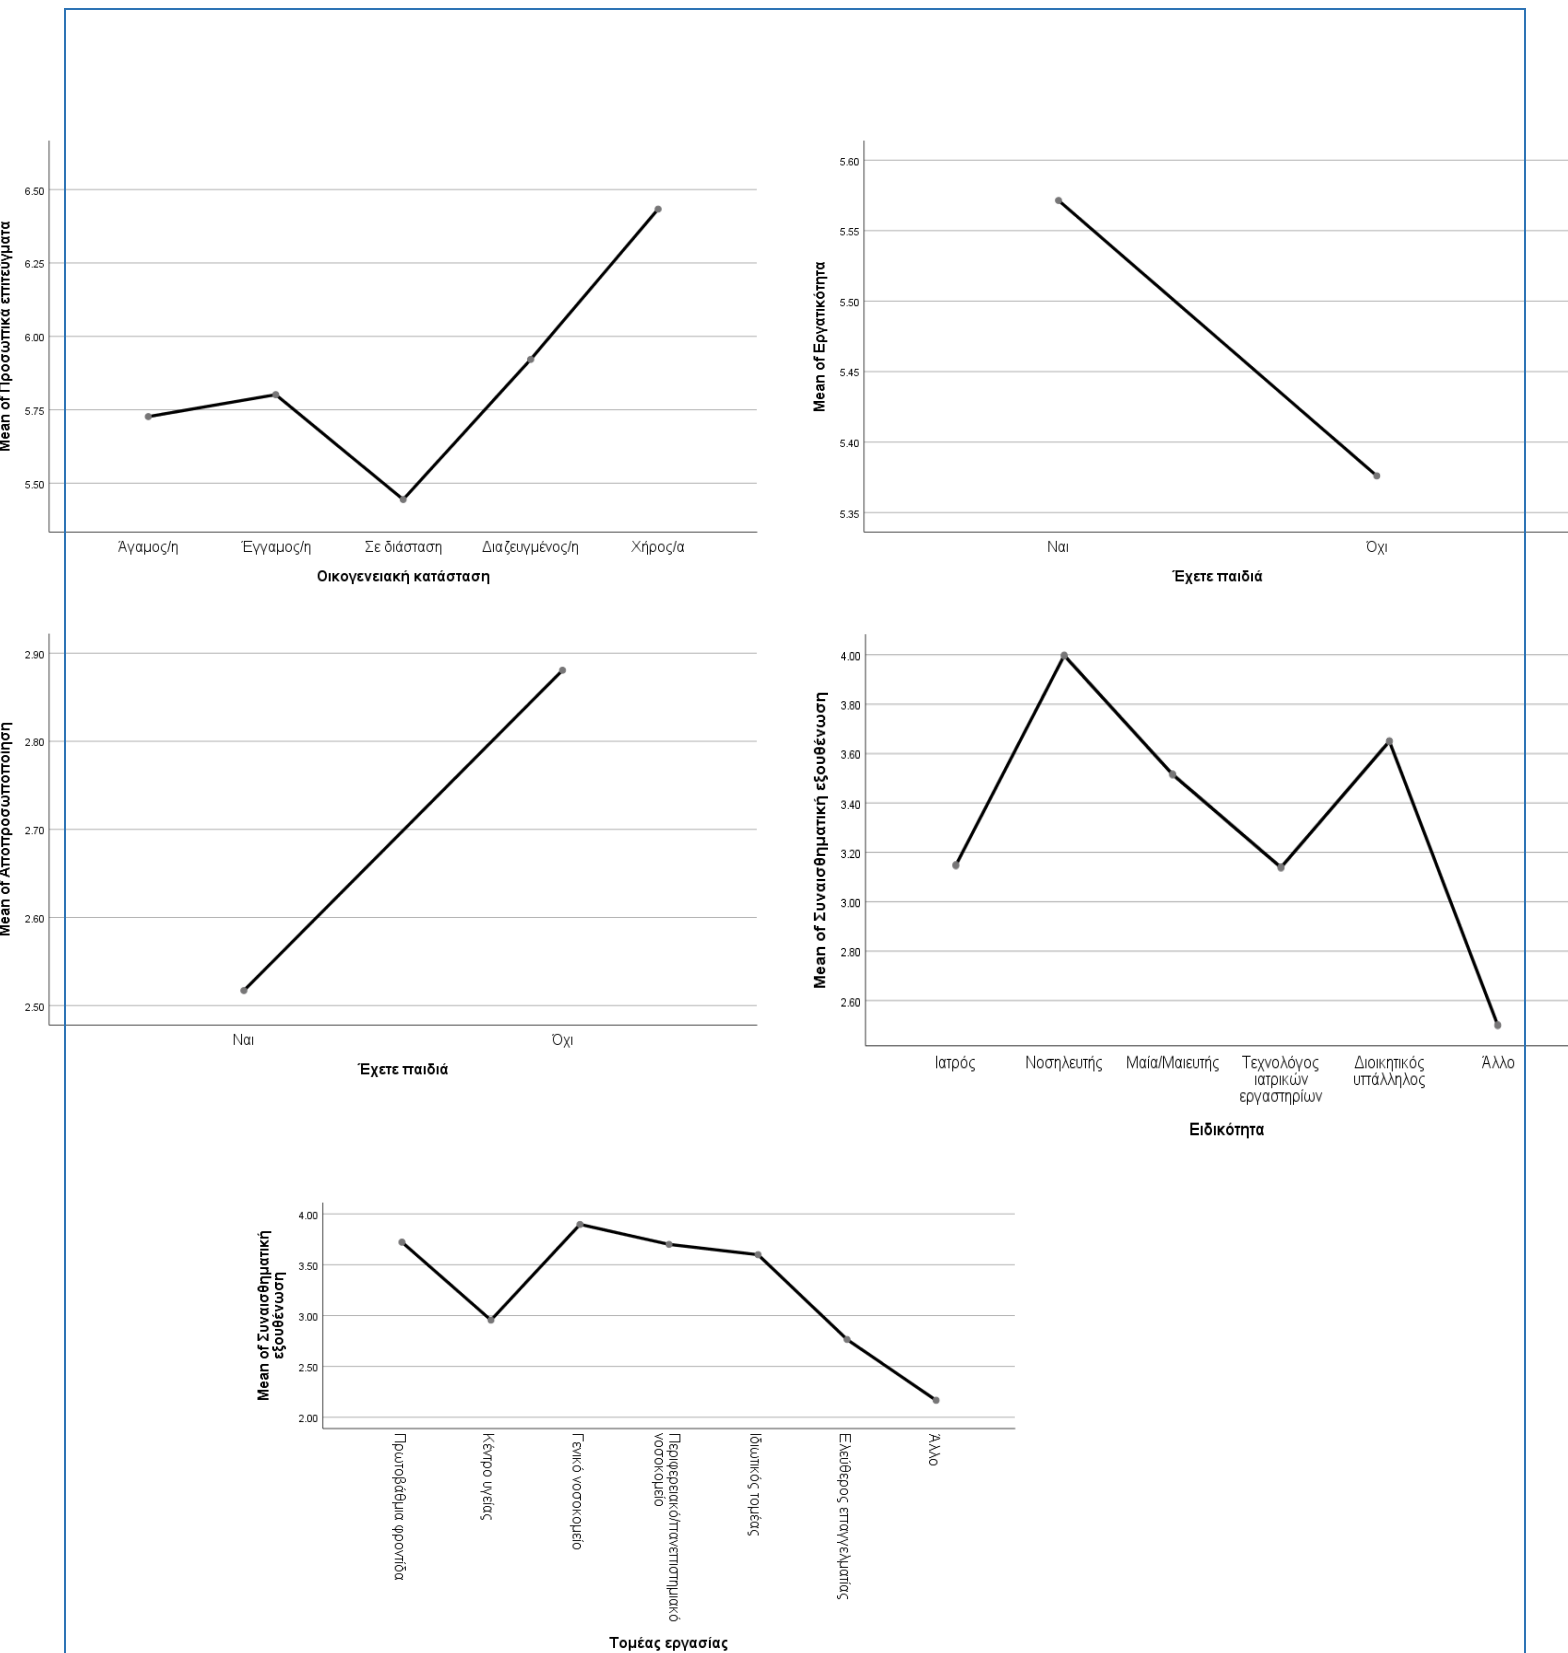 Mean of Προσωπικά επιτεύγματα
6.50
6.25
6.00
5.75
5.50
Άγαμος/η Έγγαμος/η Σε διάσταση Διαζευγμένος/η Χήρος/α
Οικογενειακή κατάσταση
Mean of Εργατικότητα
5.60
5.55
5.50
5.45
5.40
5.35
Ναι Όχι
Έχετε παιδιά
Mean of Αποπροσωποποίηση
2.90
2.80
2.70
2.60
2.50
Ναι Όχι
Έχετε παιδιά
Mean of Συναισθηματική εξουθένωση
4.00
3.80
3.60
3.40
3.20
3.00
2.80
2.60
Ιατρός
Νοσηλευτής
Μαία/Μαιευτής
Τεχνολόγος
ιατρικών
εργαστηρίων
Διοικητικός
υπάλληλος
Άλλο
Ειδικότητα
Mean of Συναισθηματική
εξουθένωση
4.00
3.50
3.00
2.50
2.00
Πρωτοβάθμια φροντίδα
Κέντρο υγείας
Γενικό νοσοκομείο
Περιφερειακό/πανεπιστημιακό
νοσοκομείο
Ιδιωτικός τομέας
Ελεύθερος επαγγελματίας
Άλλο
Τομέας εργασίας